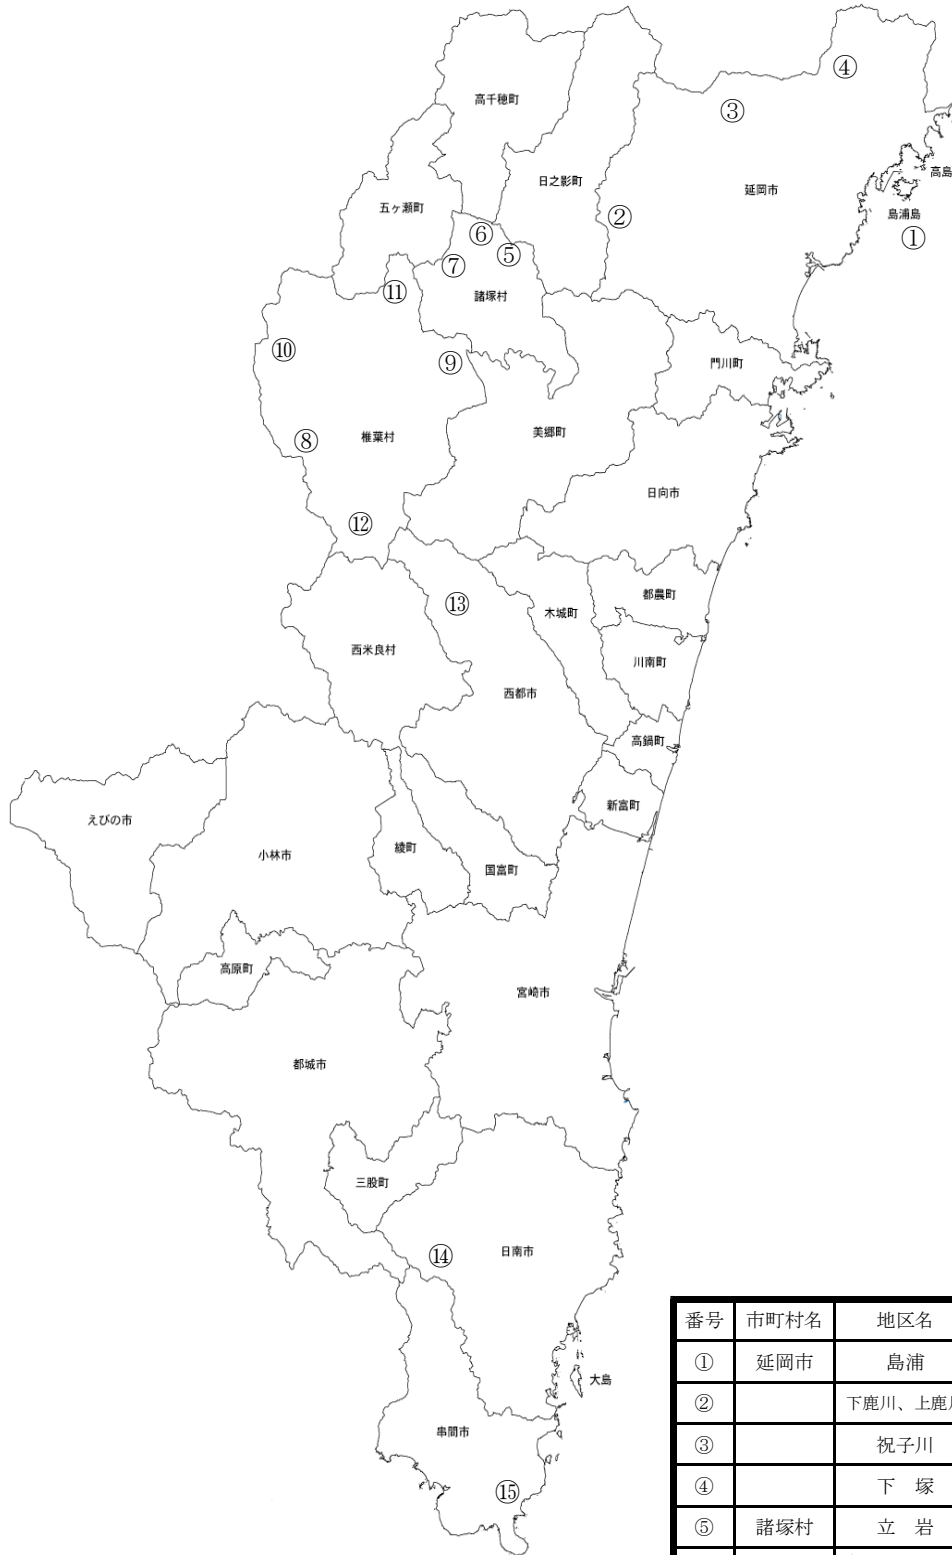 ④
高千穂町
③
高島
日之影町
延岡市
五ヶ瀬町
島浦島
②
①
⑥
⑤
⑦
⑪
諸塚村
⑩
⑨
門川町
⑧
椎葉村
美郷町
日向市
⑫
都農町
⑬
木城町
西米良村
川南町
西都市
高鍋町
えびの市
新富町
小林市
綾町
国富町
高原町
宮崎市
都城市
三股町
⑭
日南市
大島
串間市
⑮
番号 市町村名 地区名
① 延岡市 島浦
② 下鹿川、上鹿
③ 祝子川
④ 下 塚
⑤ 諸塚村 立 岩